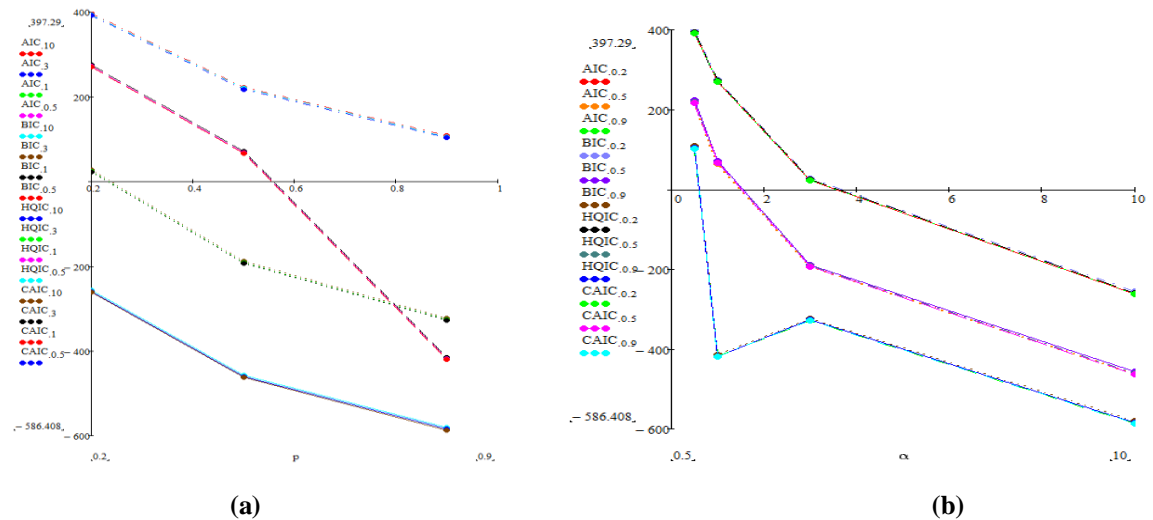 400
397.29
AIC.10
AIC.3
AIC.1
AIC.0.5
BIC.10
BIC.3
BIC.1
BIC.0.5
HQIC.10
HQIC.3
HQIC.1
HQIC.0.5
CAIC.10
CAIC.3
CAIC.1
CAIC.0.5
200
0.2
0.4
0.6
0.8
1
−200
−400
−586.408
−600
0.2
p
0.9
(a)
400
397.29
AIC.0.2
AIC.0.5
AIC.0.9
BIC.0.2
BIC.0.5
BIC.0.9
HQIC.0.2
HQIC.0.5
HQIC.0.9
CAIC.0.2
CAIC.0.5
CAIC.0.9
200
0
2
4
6
8
10
−200
−400
−586.408
−600
0.5
α
10
(b)